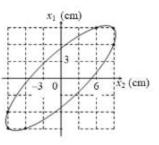 x₁ (cm)
3
x₂ (cm)
−3 0 6